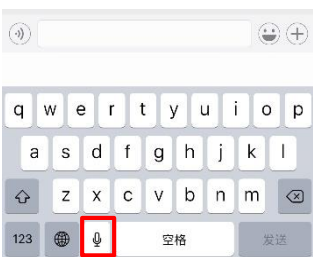 q w e r t y u i o p
a s d f g h j k l
z x c v b n m
123 空格 发送